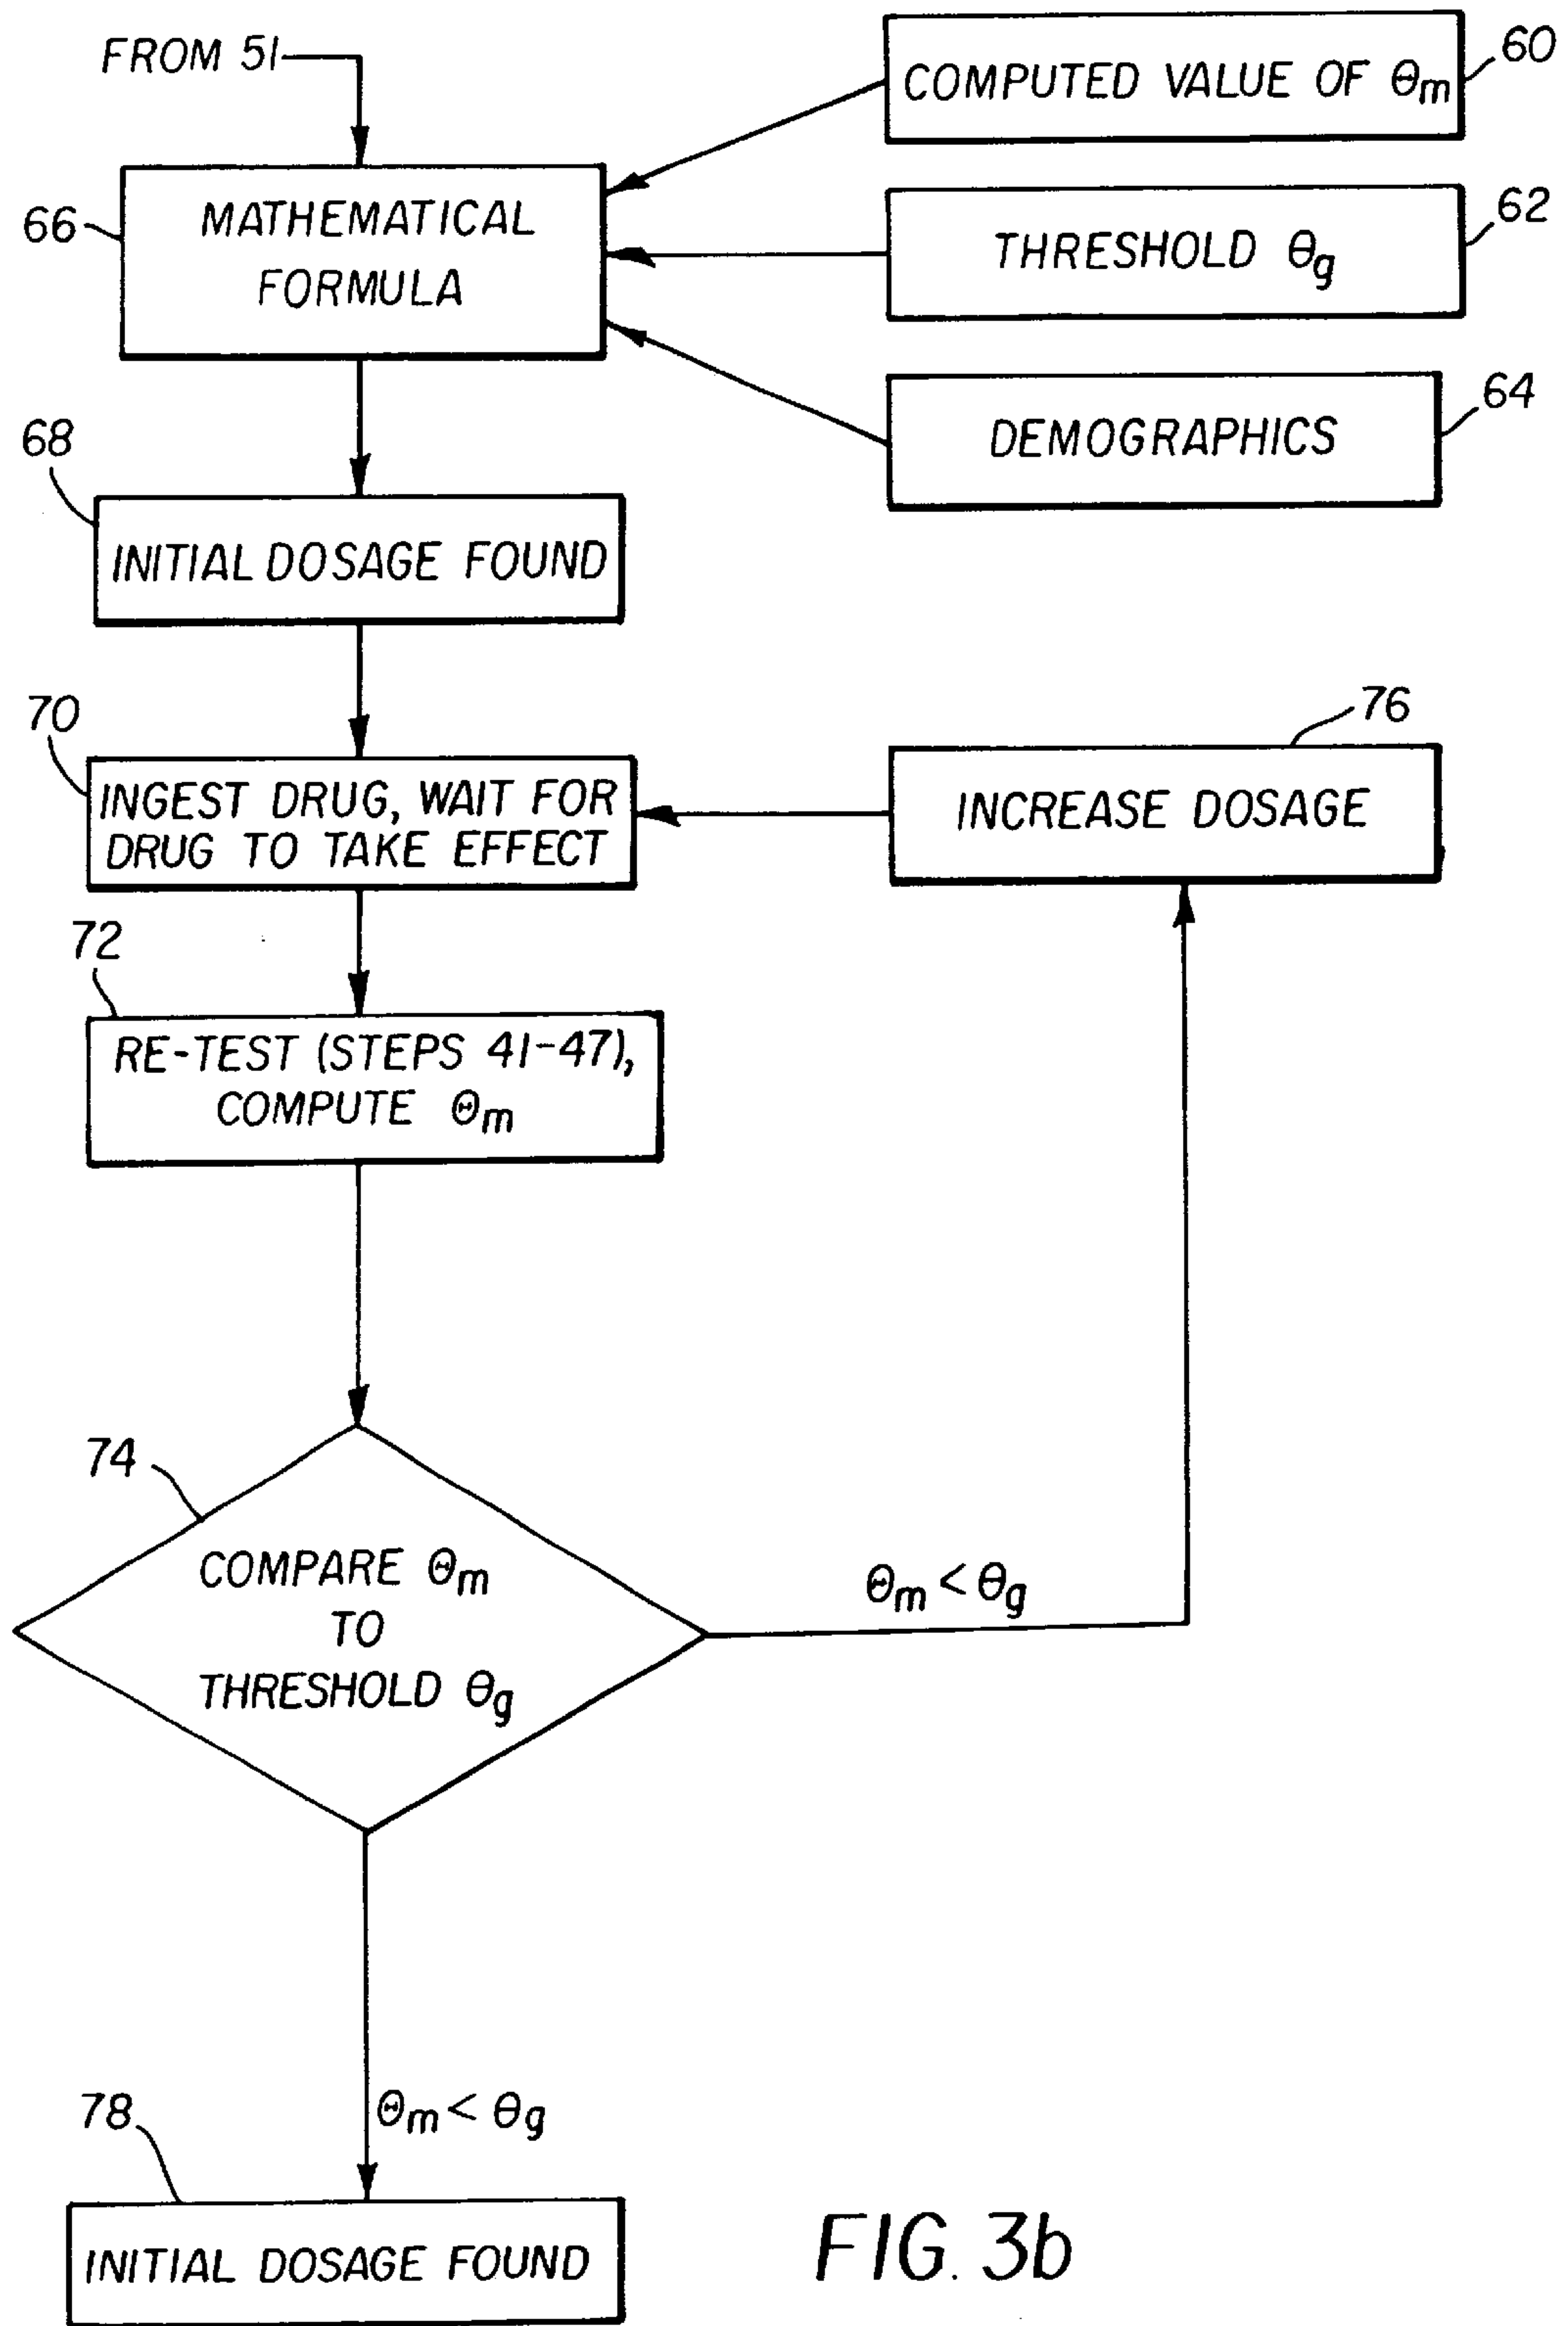 FROM 51
COMPUTED VALUE OF Θm
60
66
MATHEMATICAL
FORMULA
THRESHOLD θg
62
DEMOGRAPHICS
64
68
INITIAL DOSAGE FOUND
70
INGEST DRUG, WAIT FOR
DRUG TO TAKE EFFECT
76
INCREASE DOSAGE
72
RE-TEST (STEPS 41-47),
COMPUTE Θm
74
COMPARE Θm
TO
THRESHOLD θg
Θm < θg
Θm < θg
78
INITIAL DOSAGE FOUND
FIG. 3b